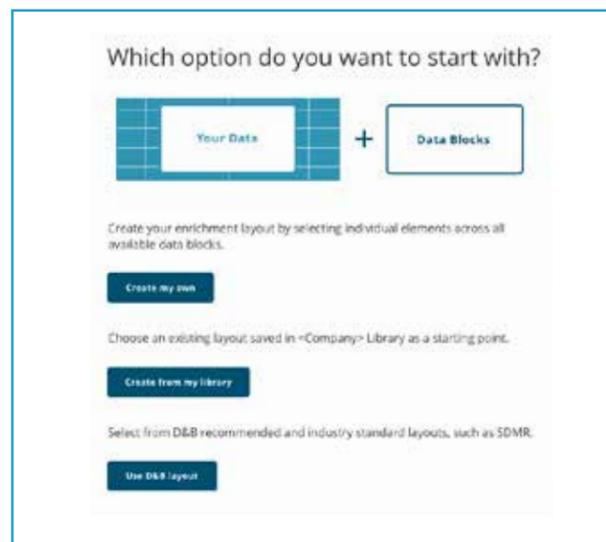 Which option do you want to start with?
Your Data + Data Blocks
Create your enrichment layout by selecting individual elements across all
available data blocks.
Create my own
Choose an existing layout saved in <Company> Library as a starting point.
Create from my library
Select from D&B recommended and industry standard layouts, such as SDMR.
Use D&B layout